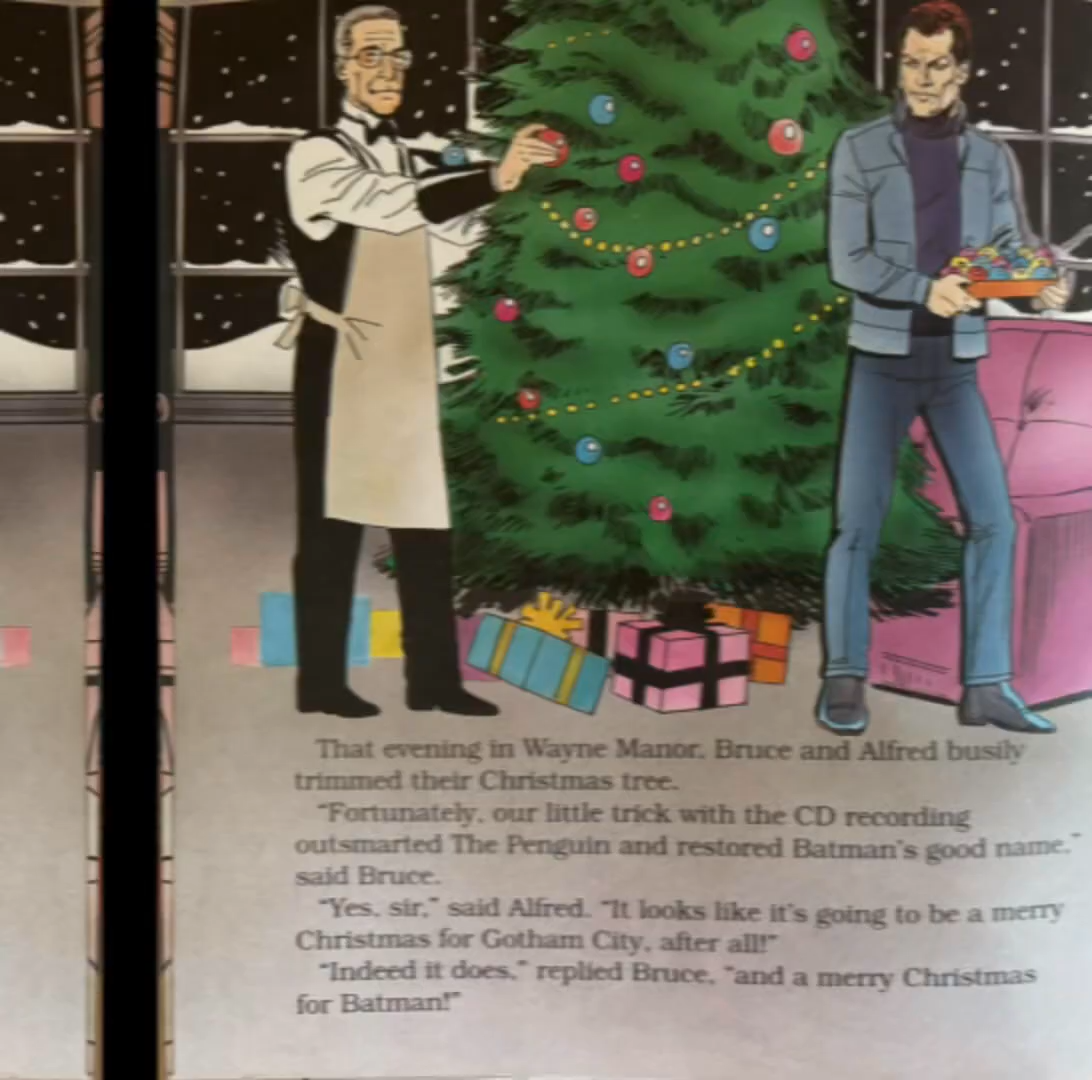 That evening in Wayne Manor, Bruce and Alfred busily
trimmed their Christmas tree.
"Fortunately, our little trick with the CD recording
outsmarted The Penguin and restored Batman's good name,"
said Bruce.
"Yes, sir," said Alfred. "It looks like it's going to be a merry
Christmas for Gotham City, after all!"
"Indeed it does," replied Bruce, "and a merry Christmas
for Batman!"